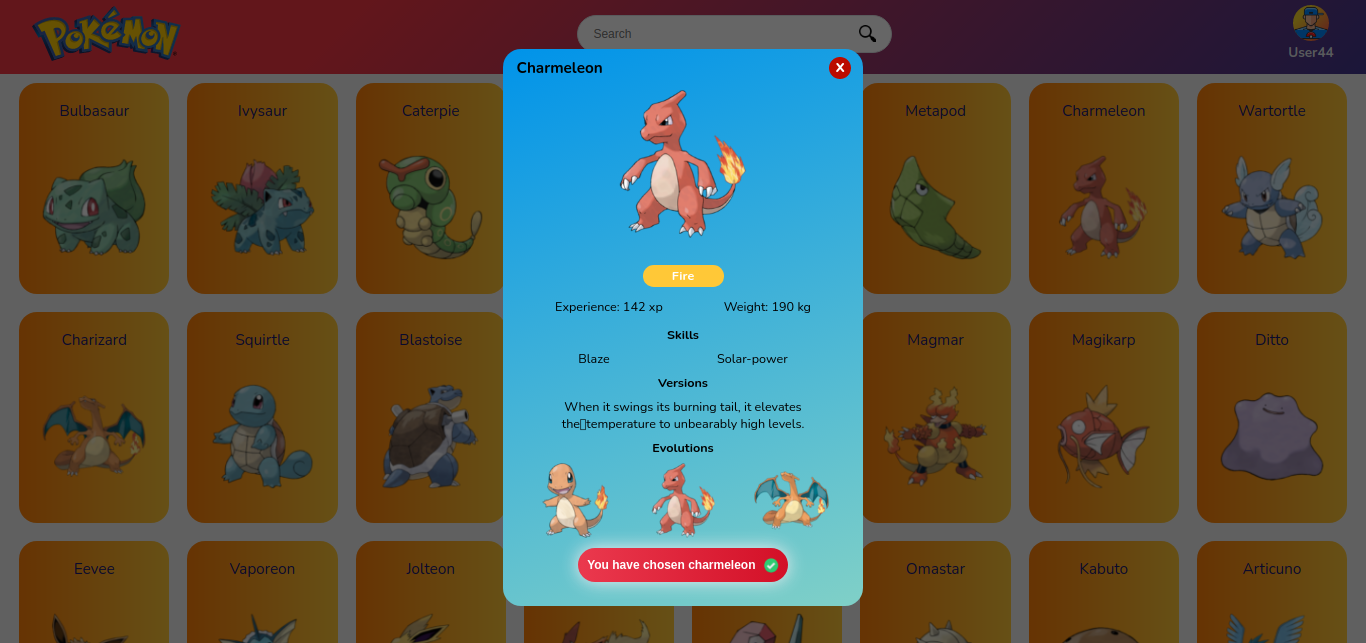 POKéMON
Search
User44
Charmeleon
X
Bulbasaur
Ivysaur
Caterpie
Metapod
Charmeleon
Wartortle
Fire
Experience: 142 xp
Weight: 190 kg
Skills
Blaze
Solar-power
Versions
When it swings its burning tail, it elevates
the▯temperature to unbearably high levels.
Evolutions
You have chosen charmeleon
Charizard
Squirtle
Blastoise
Magmar
Magikarp
Ditto
Eevee
Vaporeon
Jolteon
Omastar
Kabuto
Articuno